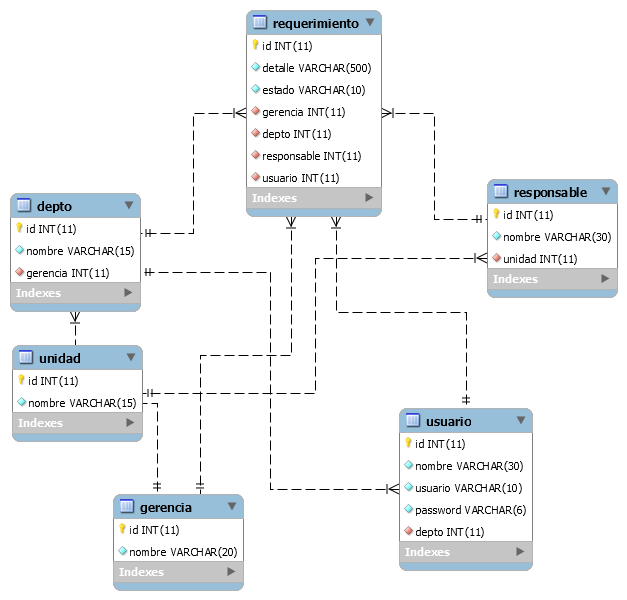 requerimiento
id INT(11)
detalle VARCHAR(500)
estado VARCHAR(10)
gerencia INT(11)
depto INT(11)
responsable INT(11)
usuario INT(11)
Indexes
depto
id INT(11)
nombre VARCHAR(15)
gerencia INT(11)
Indexes
responsable
id INT(11)
nombre VARCHAR(30)
unidad INT(11)
Indexes
unidad
id INT(11)
nombre VARCHAR(15)
Indexes
usuario
id INT(11)
nombre VARCHAR(30)
usuario VARCHAR(10)
password VARCHAR(6)
depto INT(11)
Indexes
gerencia
id INT(11)
nombre VARCHAR(20)
Indexes